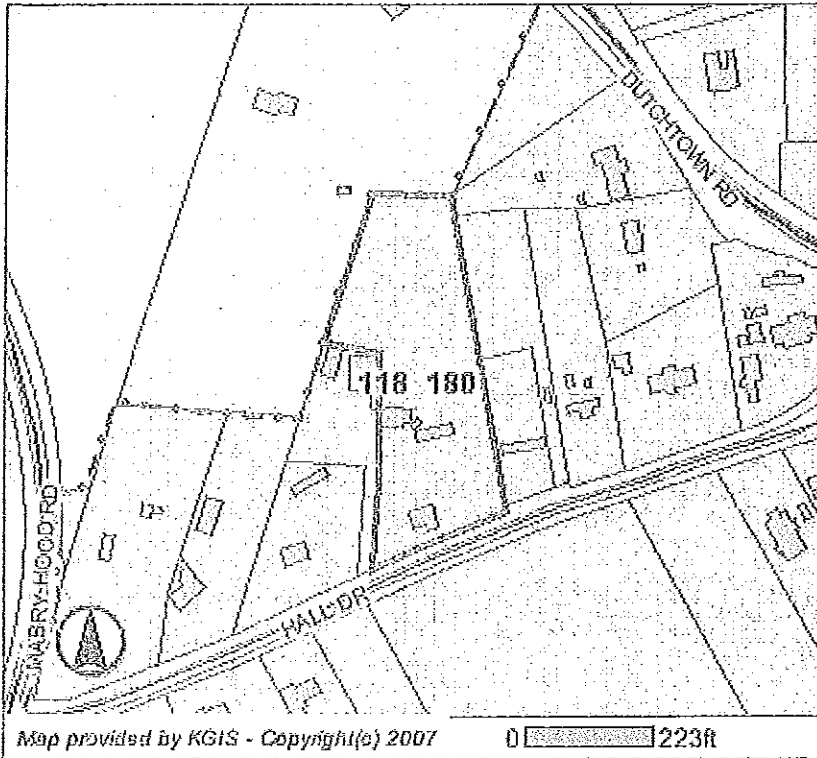 DUTCHTOWN RD
118 180
MABRY-HOOD RD
HALL DR
Map provided by KGIS - Copyright(c) 2007
0 223ft